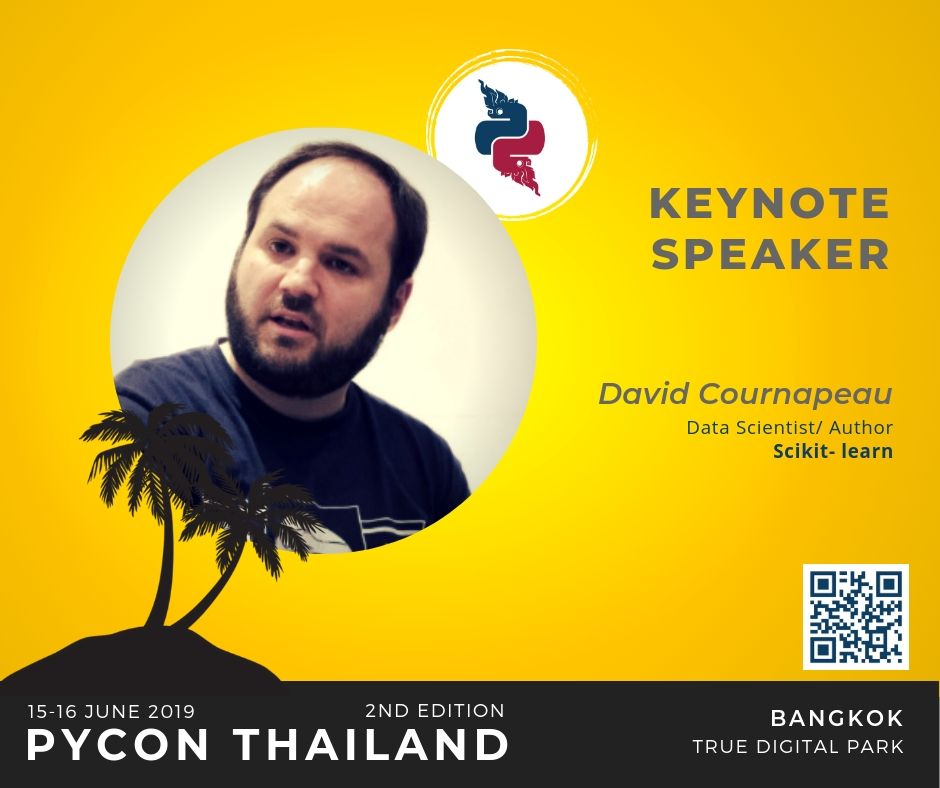 KEYNOTE
SPEAKER
David Cournapeau
Data Scientist/ Author
Scikit- learn
15-16 JUNE 2019
2ND EDITION
PYCON THAILAND
BANGKOK
TRUE DIGITAL PARK